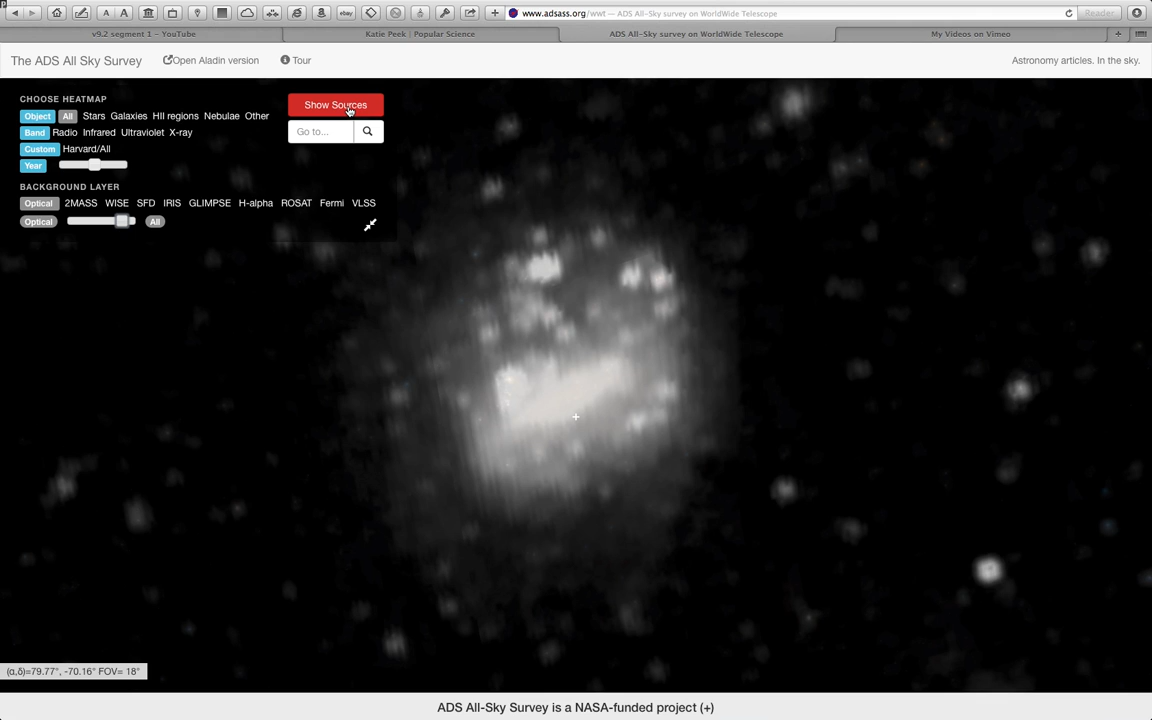 A A ebay www.adsass.org/wwt — ADS All-Sky survey on WorldWide Telescope Reader
v9.2 segment 1 – YouTube Katie Peek | Popular Science ADS All-Sky survey on WorldWide Telescope My Videos on Vimeo +
The ADS All Sky Survey Open Aladin version Tour Astronomy articles. In the sky.
CHOOSE HEATMAP Show Sources
Object All Stars Galaxies HII regions Nebulae Other
Band Radio Infrared Ultraviolet X-ray Go to...
Custom Harvard/All
Year
BACKGROUND LAYER
Optical 2MASS WISE SFD IRIS GLIMPSE H-alpha ROSAT Fermi VLSS
Optical All
(α,δ)=79.77°, -70.16° FOV= 18°
ADS All-Sky Survey is a NASA-funded project (+)